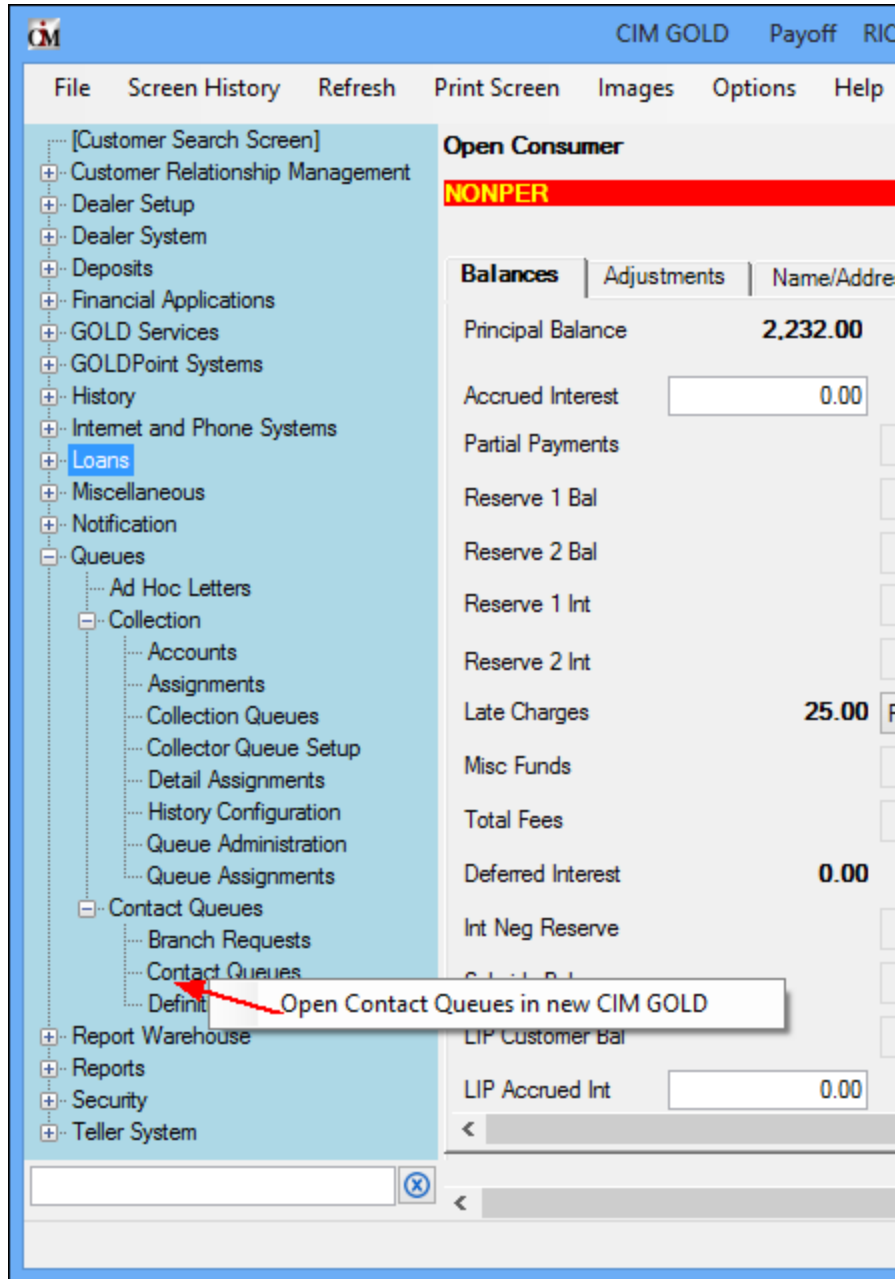 CIM
CIM GOLD Payoff RIC
File Screen History Refresh Print Screen Images Options Help
[Customer Search Screen]
Customer Relationship Management
Dealer Setup
Dealer System
Deposits
Financial Applications
GOLD Services
GOLDPoint Systems
History
Internet and Phone Systems
Loans
Miscellaneous
Notification
Queues
Ad Hoc Letters
Collection
Accounts
Assignments
Collection Queues
Collector Queue Setup
Detail Assignments
History Configuration
Queue Administration
Queue Assignments
Contact Queues
Branch Requests
Contact Queues
Definit
Open Contact Queues in new CIM GOLD
Report Warehouse
Reports
Security
Teller System
Open Consumer
NONPER
Balances Adjustments Name/Addre
Principal Balance 2,232.00
Accrued Interest 0.00
Partial Payments
Reserve 1 Bal
Reserve 2 Bal
Reserve 1 Int
Reserve 2 Int
Late Charges 25.00
Misc Funds
Total Fees
Deferred Interest 0.00
Int Neg Reserve
LIP Customer Bal
LIP Accrued Int 0.00